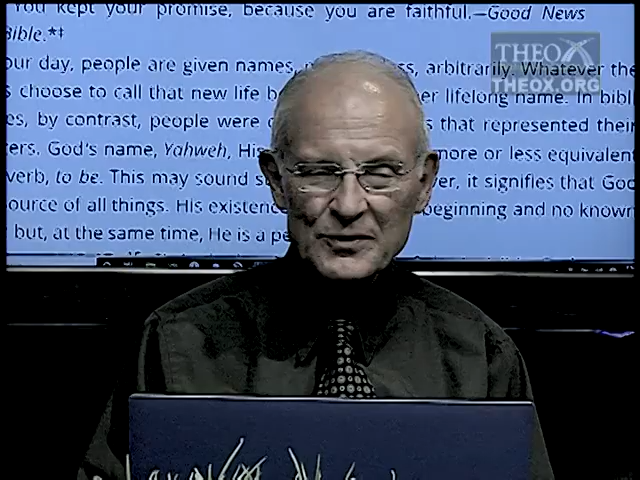 You kept your promise, because you are faithful.—Good News
Bible.*‡
our day, people are given names, ss, arbitrarily. Whatever the
choose to call that new life er lifelong name. In bibl
es, by contrast, people were s that represented their
ters. God's name, Yahweh, His more or less equivalent
verb, to be. This may sound ver, it signifies that God
source of all things. His existenc beginning and no known
but, at the same time, He is a pe
THEOX
THEOX.ORG